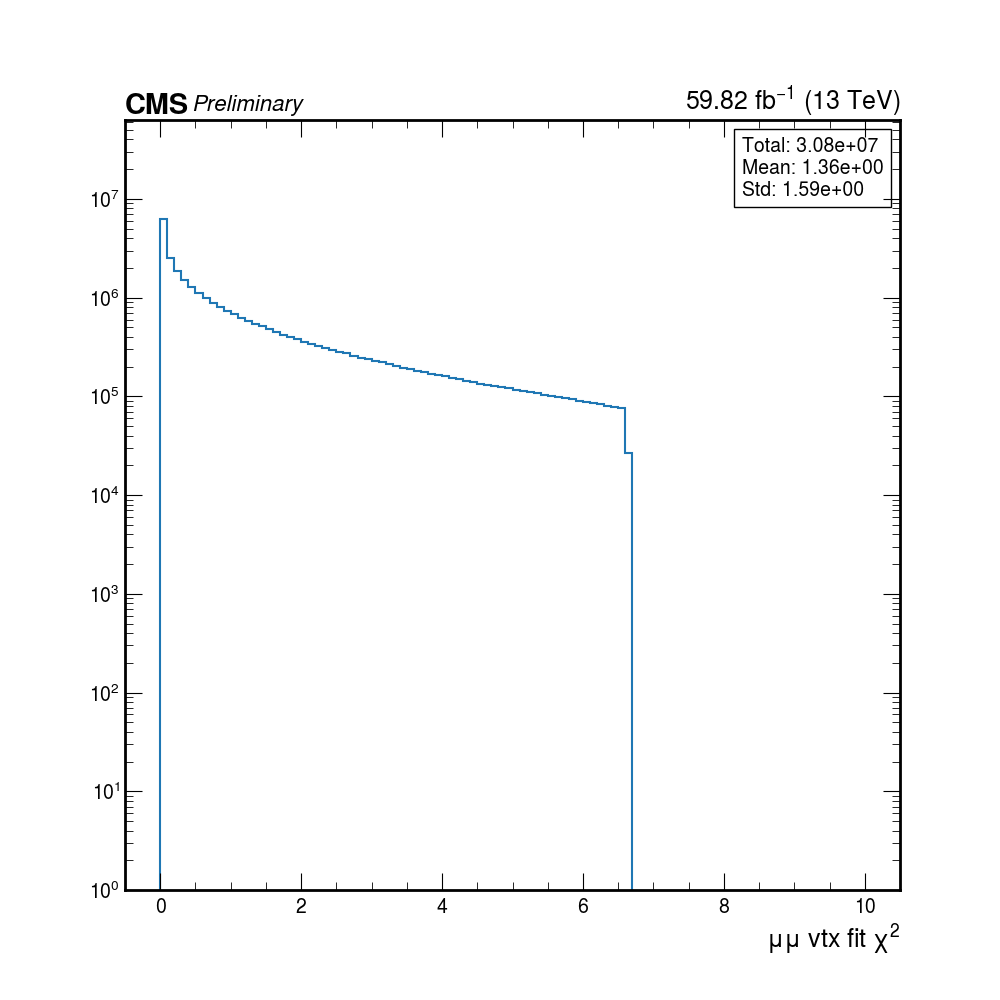 CMS Preliminary
59.82 fb⁻¹ (13 TeV)
Total: 3.08e+07
Mean: 1.36e+00
Std: 1.59e+00
10⁷
10⁶
10⁵
10⁴
10³
10²
10¹
10⁰
0 2 4 6 8 10
μμ vtx fit χ²